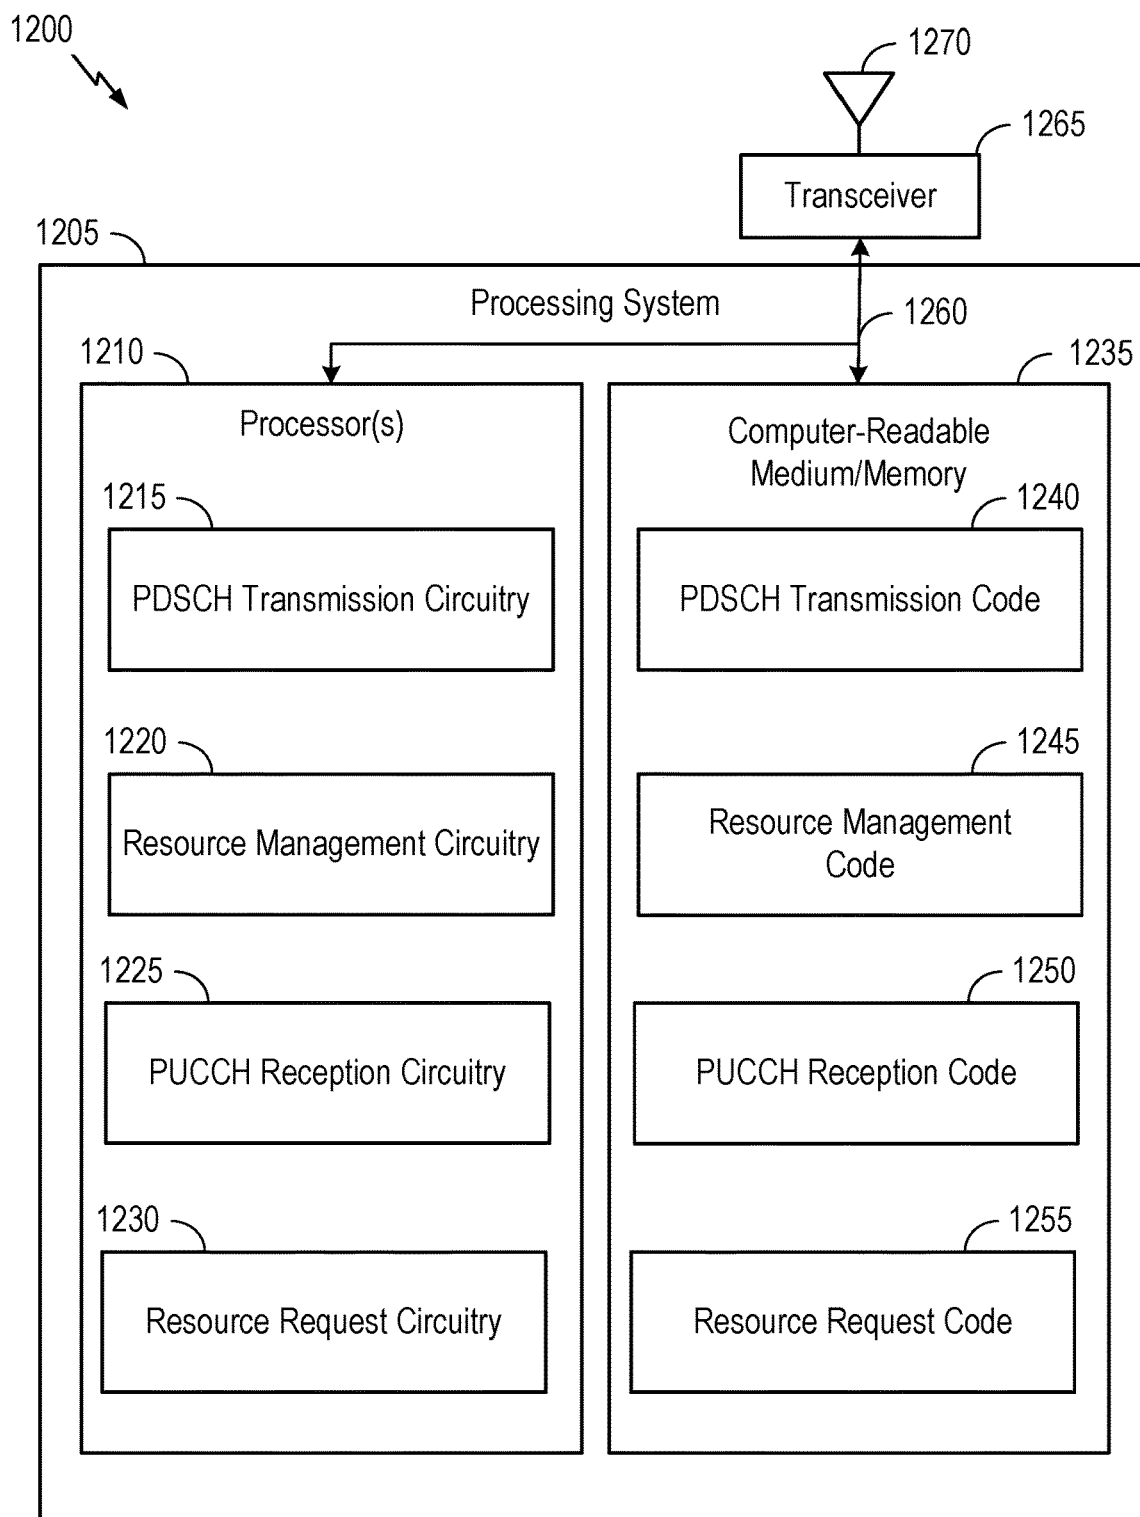 1200
1270
1265
Transceiver
1205
Processing System
1260
1210
1235
Processor(s)
Computer-Readable
Medium/Memory
1215
1240
PDSCH Transmission Circuitry
PDSCH Transmission Code
1220
1245
Resource Management Circuitry
Resource Management
Code
1225
1250
PUCCH Reception Circuitry
PUCCH Reception Code
1230
1255
Resource Request Circuitry
Resource Request Code